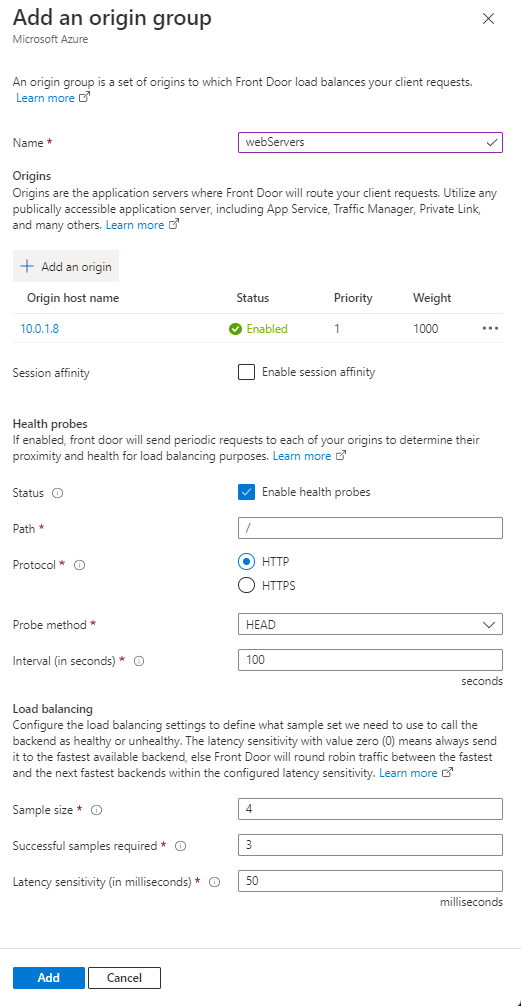 Add an origin group
Microsoft Azure
An origin group is a set of origins to which Front Door load balances your client requests.
Learn more
Name *
webServers
Origins
Origins are the application servers where Front Door will route your client requests. Utilize any
publically accessible application server, including App Service, Traffic Manager, Private Link,
and many others. Learn more
+ Add an origin
Origin host name Status Priority Weight
10.0.1.8 Enabled 1 1000 •••
Session affinity Enable session affinity
Health probes
If enabled, front door will send periodic requests to each of your origins to determine their
proximity and health for load balancing purposes. Learn more
Status Enable health probes
Path * /
Protocol * HTTP
HTTPS
Probe method * HEAD
Interval (in seconds) * 100
seconds
Load balancing
Configure the load balancing settings to define what sample set we need to use to call the
backend as healthy or unhealthy. The latency sensitivity with value zero (0) means always send
it to the fastest available backend, else Front Door will round robin traffic between the fastest
and the next fastest backends within the configured latency sensitivity. Learn more
Sample size * 4
Successful samples required * 3
Latency sensitivity (in milliseconds) * 50
milliseconds
Add Cancel